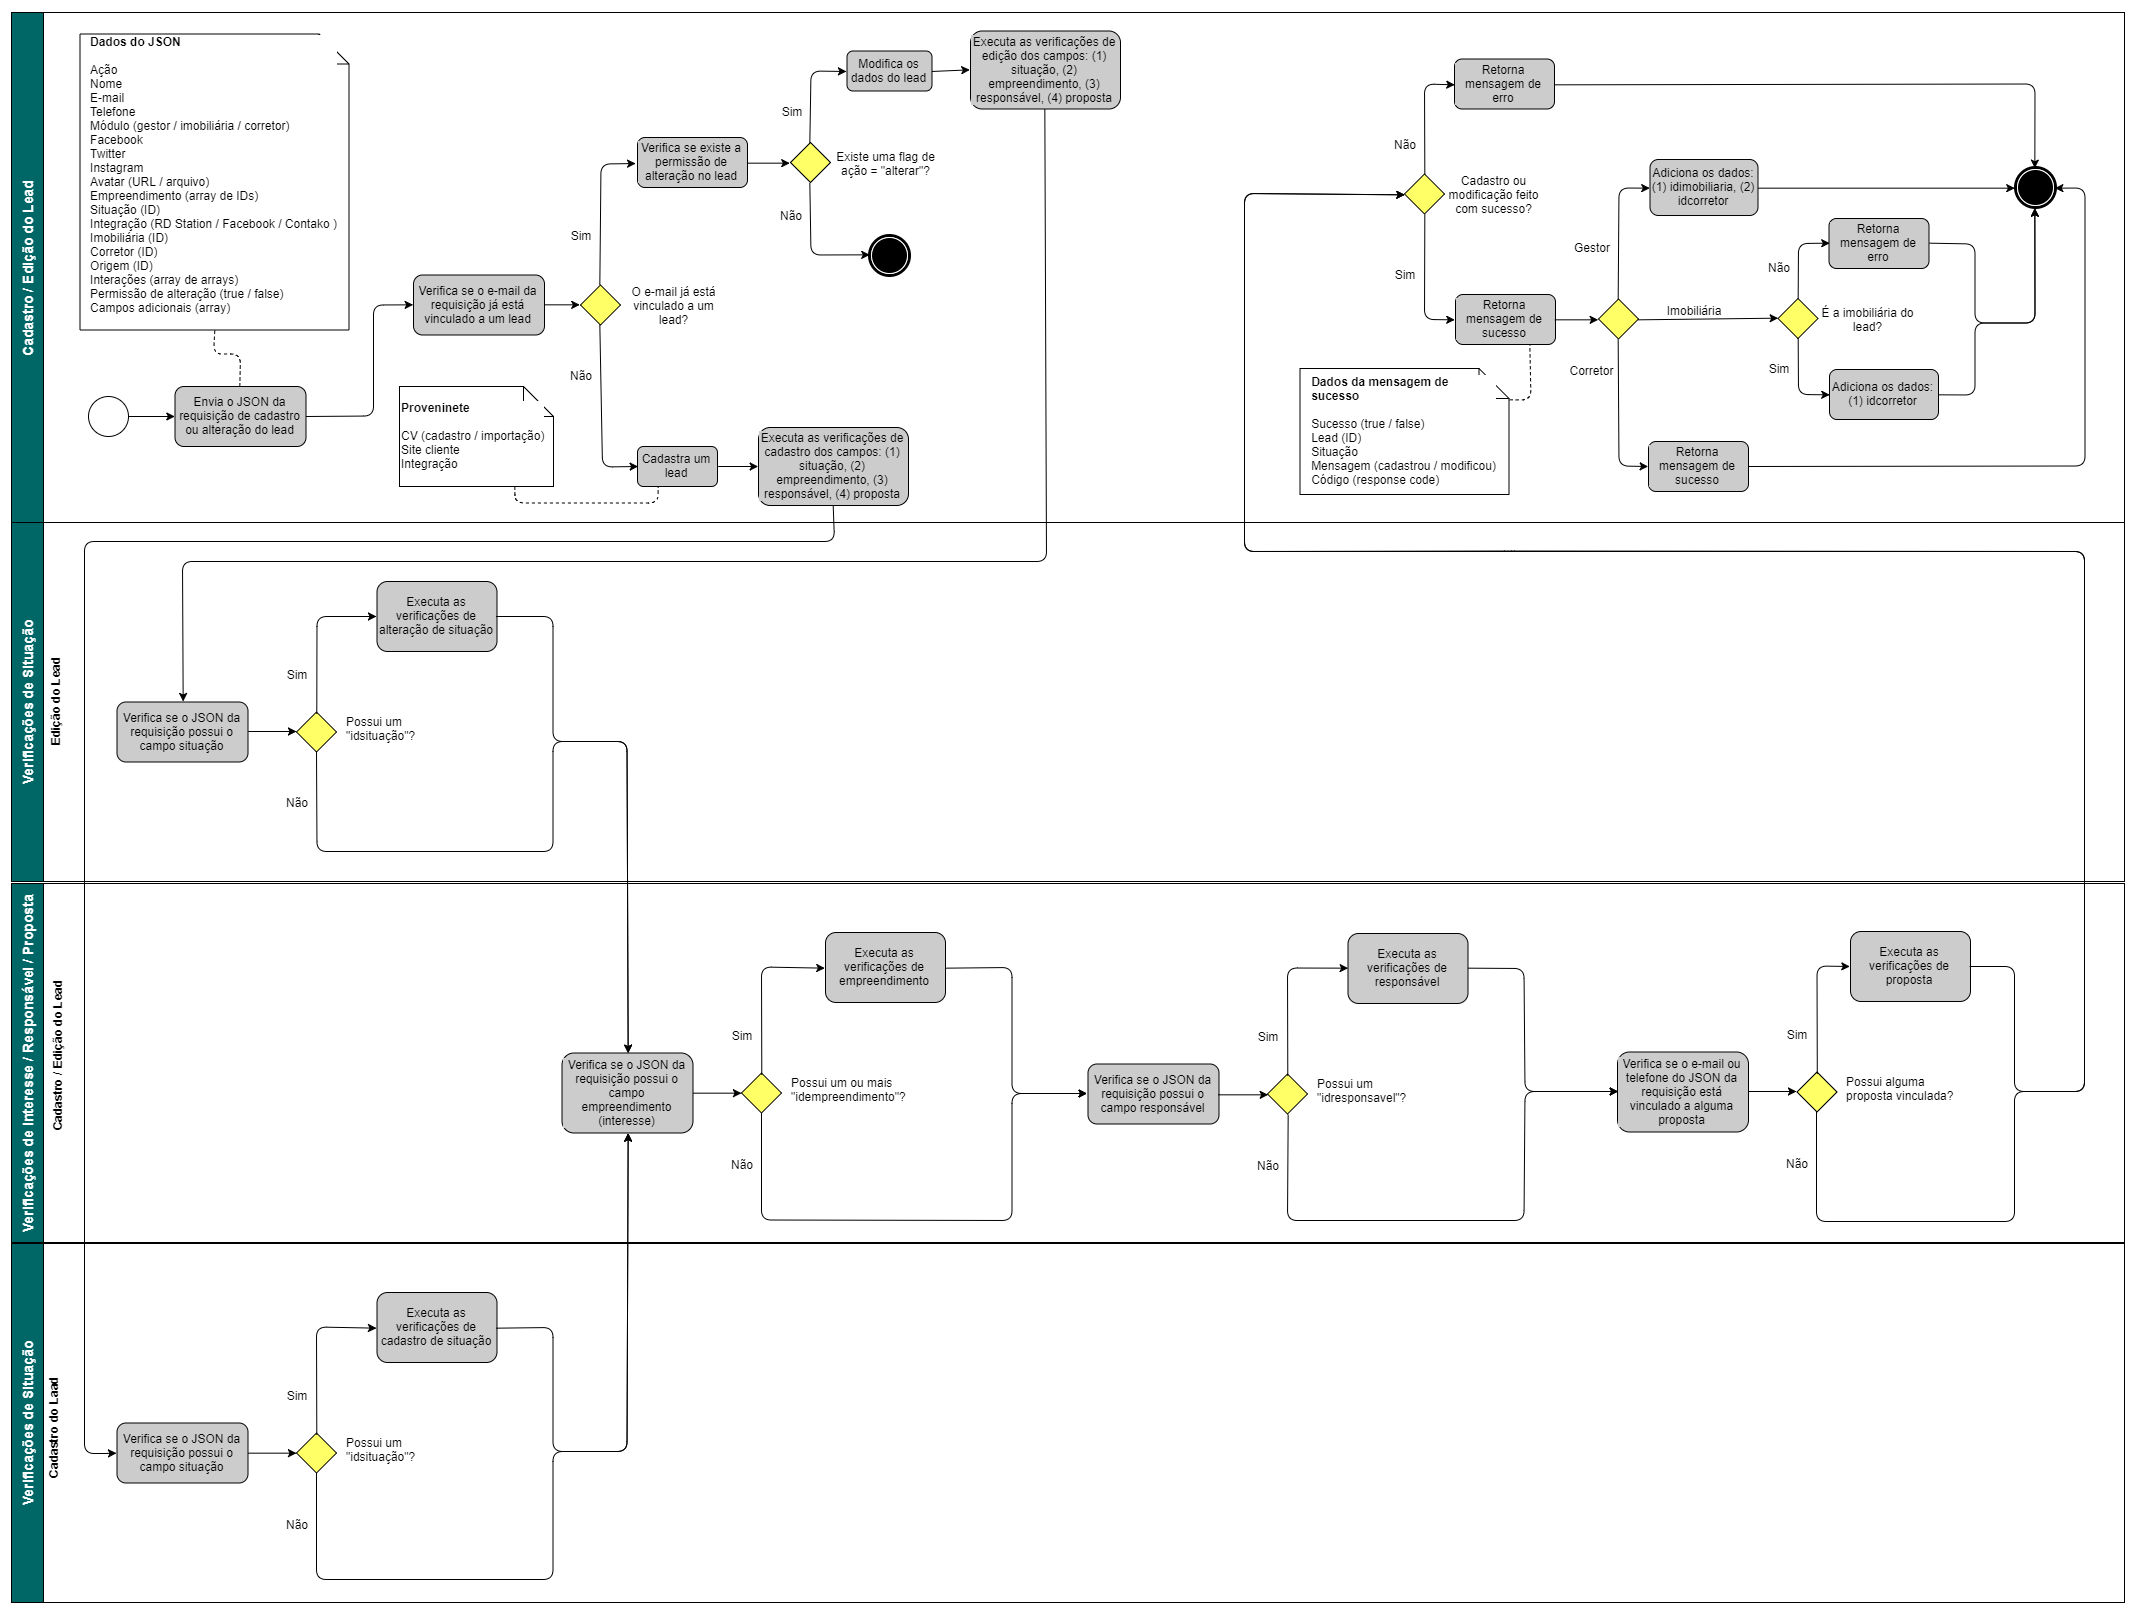 Cadastro / Edição do Lead
Dados do JSON
Ação
Nome
E-mail
Telefone
Módulo (gestor / imobiliária / corretor)
Facebook
Twitter
Instagram
Avatar (URL / arquivo)
Empreendimento (array de IDs)
Situação (ID)
Integração (RD Station / Facebook / Contako )
Imobiliária (ID)
Corretor (ID)
Origem (ID)
Interações (array de arrays)
Permissão de alteração (true / false)
Campos adicionais (array)
Envia o JSON da
requisição de cadastro
ou alteração do lead
Verifica se o e-mail da
requisição já está
vinculado a um lead
O e-mail já está
vinculado a um
lead?
Sim
Não
Verifica se existe a
permissão de
alteração no lead
Existe uma flag de
ação = "alterar"?
Sim
Não
Modifica os
dados do lead
Executa as verificações de
edição dos campos: (1)
situação, (2)
empreendimento, (3)
responsável, (4) proposta
Proveninete
CV (cadastro / importação)
Site cliente
Integração
Cadastra um
lead
Executa as verificações de
cadastro dos campos: (1)
situação, (2)
empreendimento, (3)
responsável, (4) proposta
Cadastro ou
modificação feito
com sucesso?
Não
Sim
Retorna
mensagem de
erro
Retorna
mensagem de
sucesso
Dados da mensagem de
sucesso
Sucesso (true / false)
Lead (ID)
Situação
Mensagem (cadastrou / modificou)
Código (response code)
Gestor
Imobiliária
Corretor
Adiciona os dados:
(1) idimobiliaria, (2)
idcorretor
É a imobiliária do
lead?
Não
Sim
Retorna
mensagem de
erro
Adiciona os dados:
(1) idcorretor
Retorna
mensagem de
sucesso
Verificações de Situação
Edição do Lead
Verifica se o JSON da
requisição possui o
campo situação
Possui um
"idsituação"?
Sim
Não
Executa as
verificações de
alteração de situação
Verificações de Interesse / Responsável / Proposta
Cadastro / Edição do Lead
Verifica se o JSON da
requisição possui o
campo
empreendimento
(interesse)
Possui um ou mais
"idempreendimento"?
Sim
Não
Executa as
verificações de
empreendimento
Verifica se o JSON da
requisição possui o
campo responsável
Possui um
"idresponsavel"?
Sim
Não
Executa as
verificações de
responsável
Verifica se o e-mail ou
telefone do JSON da
requisição está
vinculado a alguma
proposta
Possui alguma
proposta vinculada?
Sim
Não
Executa as
verificações de
proposta
Verificações de Situação
Cadastro do Laad
Verifica se o JSON da
requisição possui o
campo situação
Possui um
"idsituação"?
Sim
Não
Executa as
verificações de
cadastro de situação